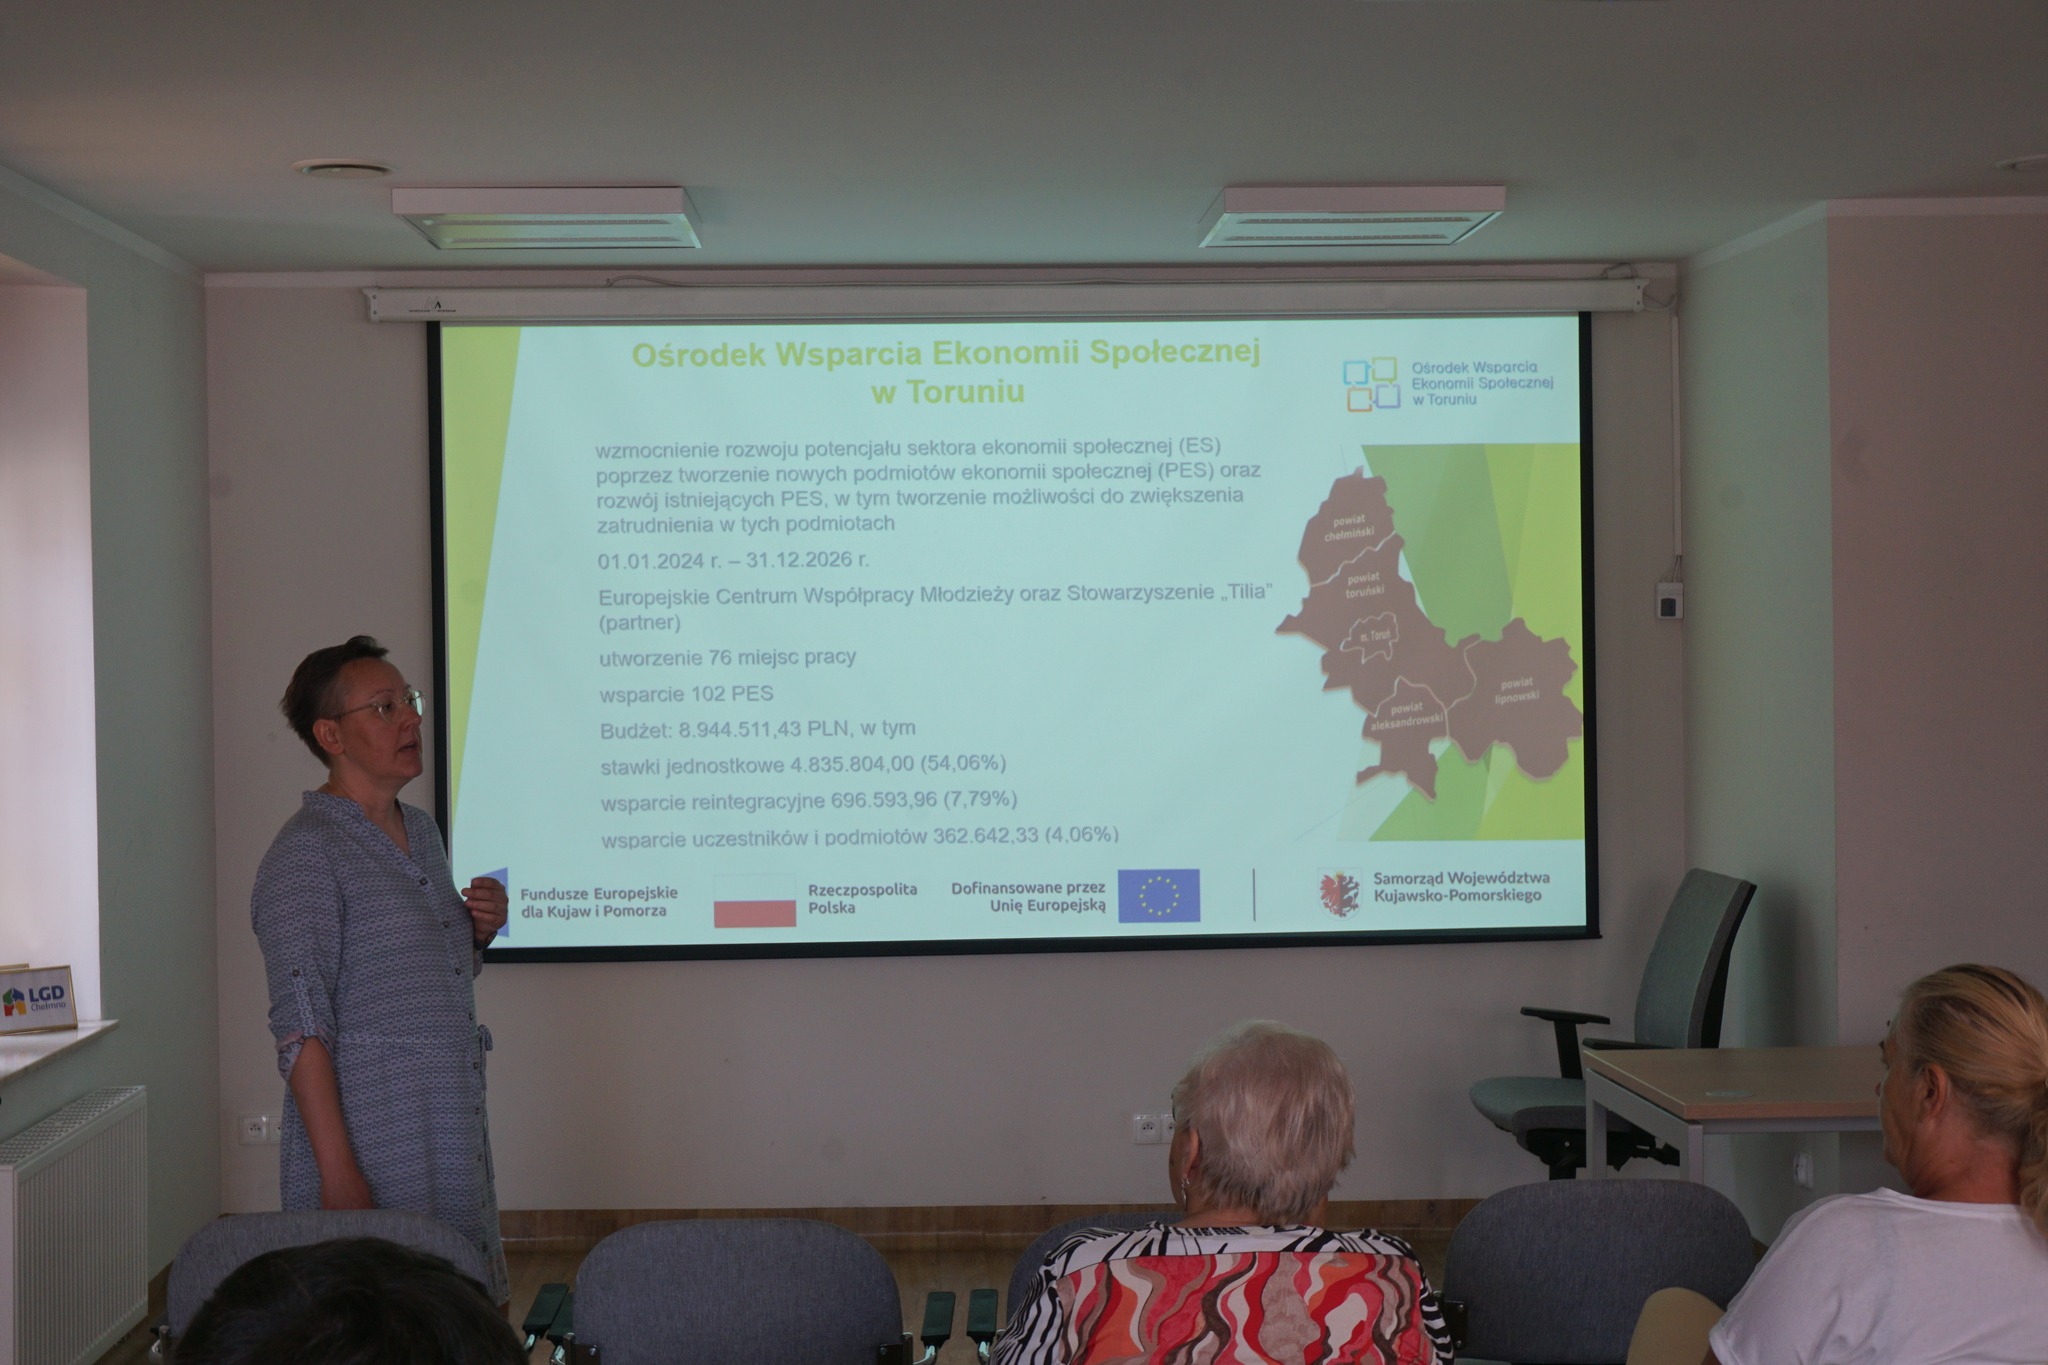 Ośrodek Wsparcia Ekonomii Społecznej
w Toruniu
Ośrodek Wsparcia
Ekonomii Społecznej
w Toruniu
wzmocnienie rozwoju potencjału sektora ekonomii społecznej (ES)
poprzez tworzenie nowych podmiotów ekonomii społecznej (PES) oraz
rozwój istniejących PES, w tym tworzenie możliwości do zwiększenia
zatrudnienia w tych podmiotach
01.01.2024 r. – 31.12.2026 r.
Europejskie Centrum Współpracy Młodzieży oraz Stowarzyszenie „Tilia”
(partner)
utworzenie 76 miejsc pracy
wsparcie 102 PES
Budżet: 8.944.511,43 PLN, w tym
stawki jednostkowe 4.835.804,00 (54,06%)
wsparcie reintegracyjne 696.593,96 (7,79%)
wsparcie uczestników i podmiotów 362.642,33 (4,06%)
powiat
chełmiński
powiat
toruński
m. Toruń
powiat
aleksandrowski
powiat
lipnowski
Fundusze Europejskie
dla Kujaw i Pomorza
Rzeczpospolita
Polska
Dofinansowane przez
Unię Europejską
Samorząd Województwa
Kujawsko-Pomorskiego
LGD
Chełmno